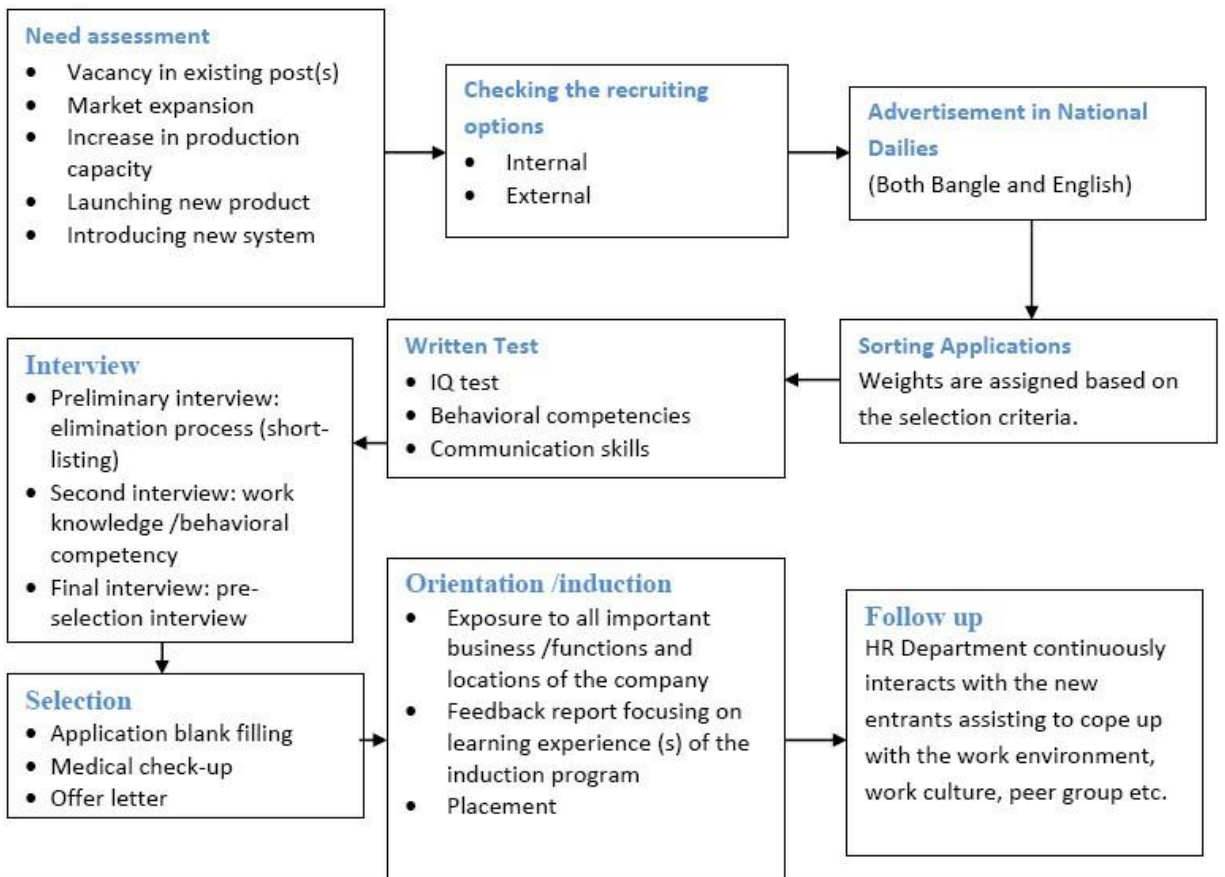 Need assessment
• Vacancy in existing post(s)
• Market expansion
• Increase in production
capacity
• Launching new product
• Introducing new system
Checking the recruiting
options
• Internal
• External
Advertisement in National
Dailies
(Both Bangle and English)
Sorting Applications
Weights are assigned based on
the selection criteria.
Written Test
• IQ test
• Behavioral competencies
• Communication skills
Interview
• Preliminary interview:
elimination process (short-
listing)
• Second interview: work
knowledge /behavioral
competency
• Final interview: pre-
selection interview
Selection
• Application blank filling
• Medical check-up
• Offer letter
Orientation /induction
• Exposure to all important
business /functions and
locations of the company
• Feedback report focusing on
learning experience (s) of the
induction program
• Placement
Follow up
HR Department continuously
interacts with the new
entrants assisting to cope up
with the work environment,
work culture, peer group etc.